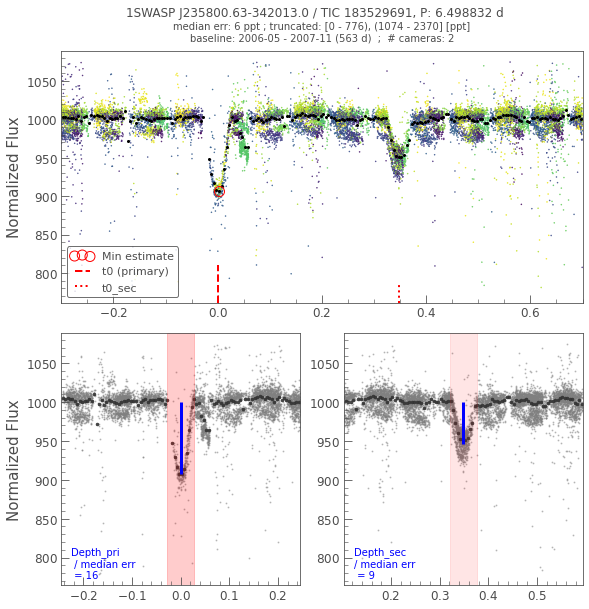 1SWASP J235800.63-342013.0 / TIC 183529691, P: 6.498832 d
median err: 6 ppt ; truncated: [0 - 776), (1074 - 2370] [ppt]
baseline: 2006-05 - 2007-11 (563 d)  ;  # cameras: 2
Normalized Flux
1050
1000
950
900
850
800
Min estimate
t0 (primary)
t0_sec
−0.2 0.0 0.2 0.4 0.6
Normalized Flux
1050
1000
950
900
850
800
Depth_pri
/ median err
= 16
−0.2 −0.1 0.0 0.1 0.2
1050
1000
950
900
850
800
Depth_sec
/ median err
= 9
0.2 0.3 0.4 0.5